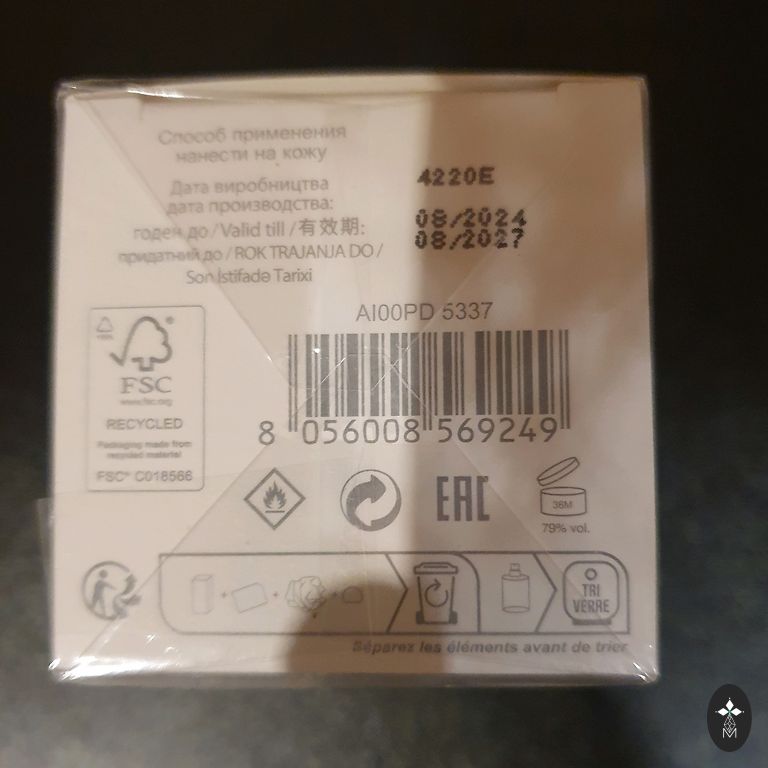 Способ применения
нанести на кожу
Дата виробництва
дата производства:
годен до / Valid till / 有效期:
придатний до / ROK TRAJANJA DO /
Son İstifadə Tarixi
4220E
08/2024
08/2027
AI00PD 5337
8 056008 569249
100%
FSC®
www.fsc.org
RECYCLED
Packaging made from
recycled material
FSC® C018566
EAC
36M
79% vol.
TRI
VERRE
Séparez les éléments avant de trier
M